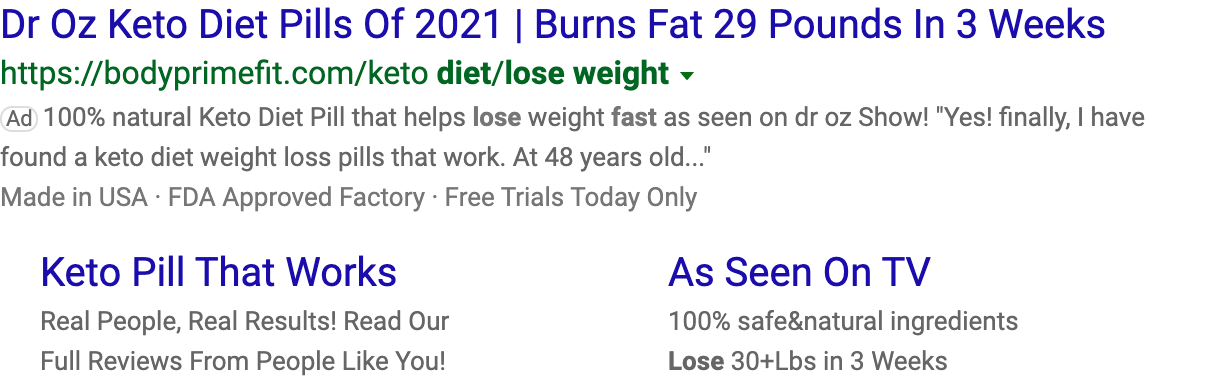 Dr Oz Keto Diet Pills Of 2021 | Burns Fat 29 Pounds In 3 Weeks
https://bodyprimefit.com/keto diet/lose weight
Ad 100% natural Keto Diet Pill that helps lose weight fast as seen on dr oz Show! "Yes! finally, I have
found a keto diet weight loss pills that work. At 48 years old..."
Made in USA · FDA Approved Factory · Free Trials Today Only
Keto Pill That Works
Real People, Real Results! Read Our
Full Reviews From People Like You!
As Seen On TV
100% safe&natural ingredients
Lose 30+Lbs in 3 Weeks